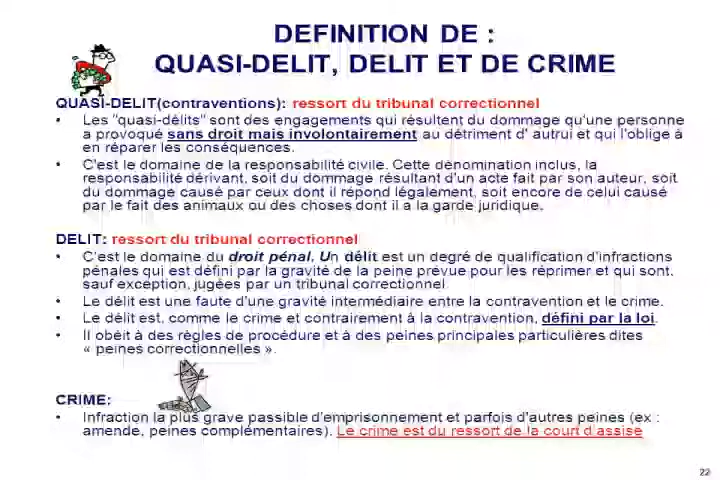 DEFINITION DE :
QUASI-DELIT, DELIT ET DE CRIME
QUASI-DELIT(contraventions): ressort du tribunal correctionnel
• Les "quasi-délits" sont des engagements qui résultent du dommage qu'une personne
a provoqué sans droit mais involontairement au détriment d' autrui et qui l'oblige à
en réparer les conséquences.
• C'est le domaine de la responsabilité civile. Cette dénomination inclus, la
responsabilité dérivant, soit du dommage résultant d'un acte fait par son auteur, soit
du dommage causé par ceux dont il répond légalement, soit encore de celui causé
par le fait des animaux ou des choses dont il a la garde juridique.
DELIT: ressort du tribunal correctionnel
• C'est le domaine du droit pénal. Un délit est un degré de qualification d'infractions
pénales qui est défini par la gravité de la peine prévue pour les réprimer et qui sont,
sauf exception, jugées par un tribunal correctionnel
• Le délit est une faute d'une gravité intermédiaire entre la contravention et le crime.
• Le délit est, comme le crime et contrairement à la contravention, défini par la loi.
• Il obéit à des règles de procédure et à des peines principales particulières dites
« peines correctionnelles ».
CRIME:
• Infraction la plus grave passible d'emprisonnement et parfois d'autres peines (ex :
amende, peines complémentaires). Le crime est du ressort de la court d'assise
22